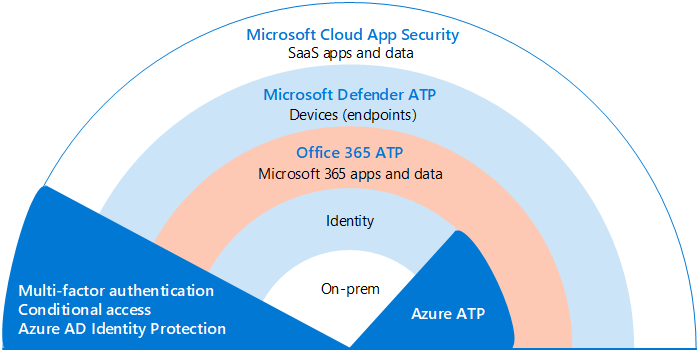 Microsoft Cloud App Security
SaaS apps and data
Microsoft Defender ATP
Devices (endpoints)
Office 365 ATP
Microsoft 365 apps and data
Identity
On-prem
Multi-factor authentication
Conditional access
Azure AD Identity Protection
Azure ATP